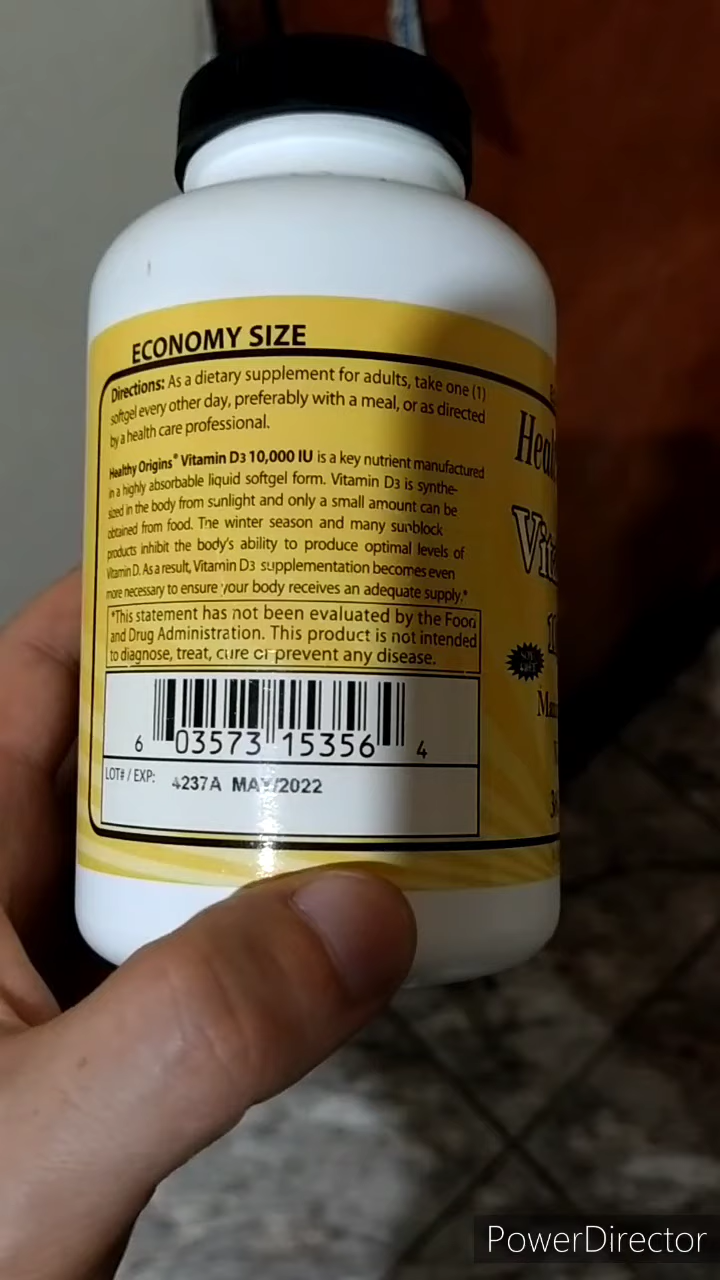 ECONOMY SIZE
Directions: As a dietary supplement for adults, take one (1)
softgel every other day, preferably with a meal, or as directed
by a health care professional.
Healthy Origins® Vitamin D3 10,000 IU is a key nutrient manufactured
in a highly absorbable liquid softgel form. Vitamin D3 is synthe-
sized in the body from sunlight and only a small amount can be
obtained from food. The winter season and many sunblock
products inhibit the body's ability to produce optimal levels of
Vitamin D. As a result, Vitamin D3 supplementation becomes even
more necessary to ensure your body receives an adequate supply.*
*This statement has not been evaluated by the Food
and Drug Administration. This product is not intended
to diagnose, treat, cure or prevent any disease.
6 03573 15356 4
LOT# / EXP: 4237A MAY/2022
PowerDirector